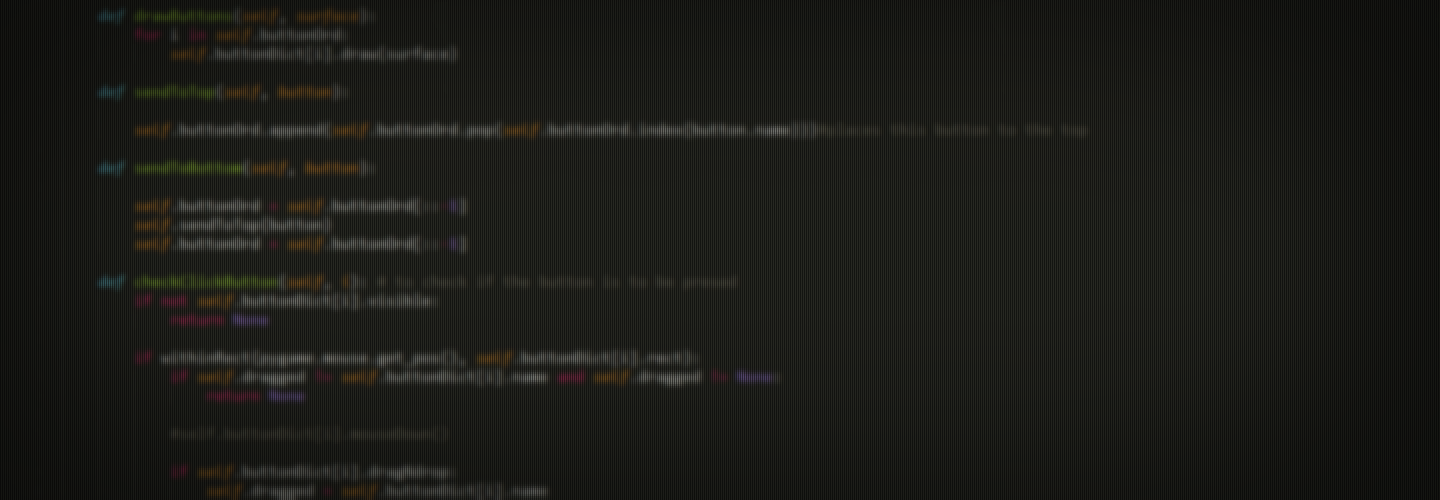 def drawButtons(self, surface):
for i in self.buttonOrd:
self.buttonDict[i].draw(surface)
def sendToTop(self, button):
self.buttonOrd.append(self.buttonOrd.pop(self.buttonOrd.index(button.name)))#places this button to the top
def sendToBottom(self, button):
self.buttonOrd = self.buttonOrd[::-1]
self.sendToTop(button)
self.buttonOrd = self.buttonOrd[::-1]
def checkClickButton(self, i): # to check if the button is to be pressed
if not self.buttonDict[i].visible:
return None
if withinRect(pygame.mouse.get_pos(), self.buttonDict[i].rect):
if self.dragged != self.buttonDict[i].name and self.dragged != None:
return None
#self.buttonDict[i].mouseDown()
if self.buttonDict[i].dragNdrop:
self.dragged = self.buttonDict[i].name